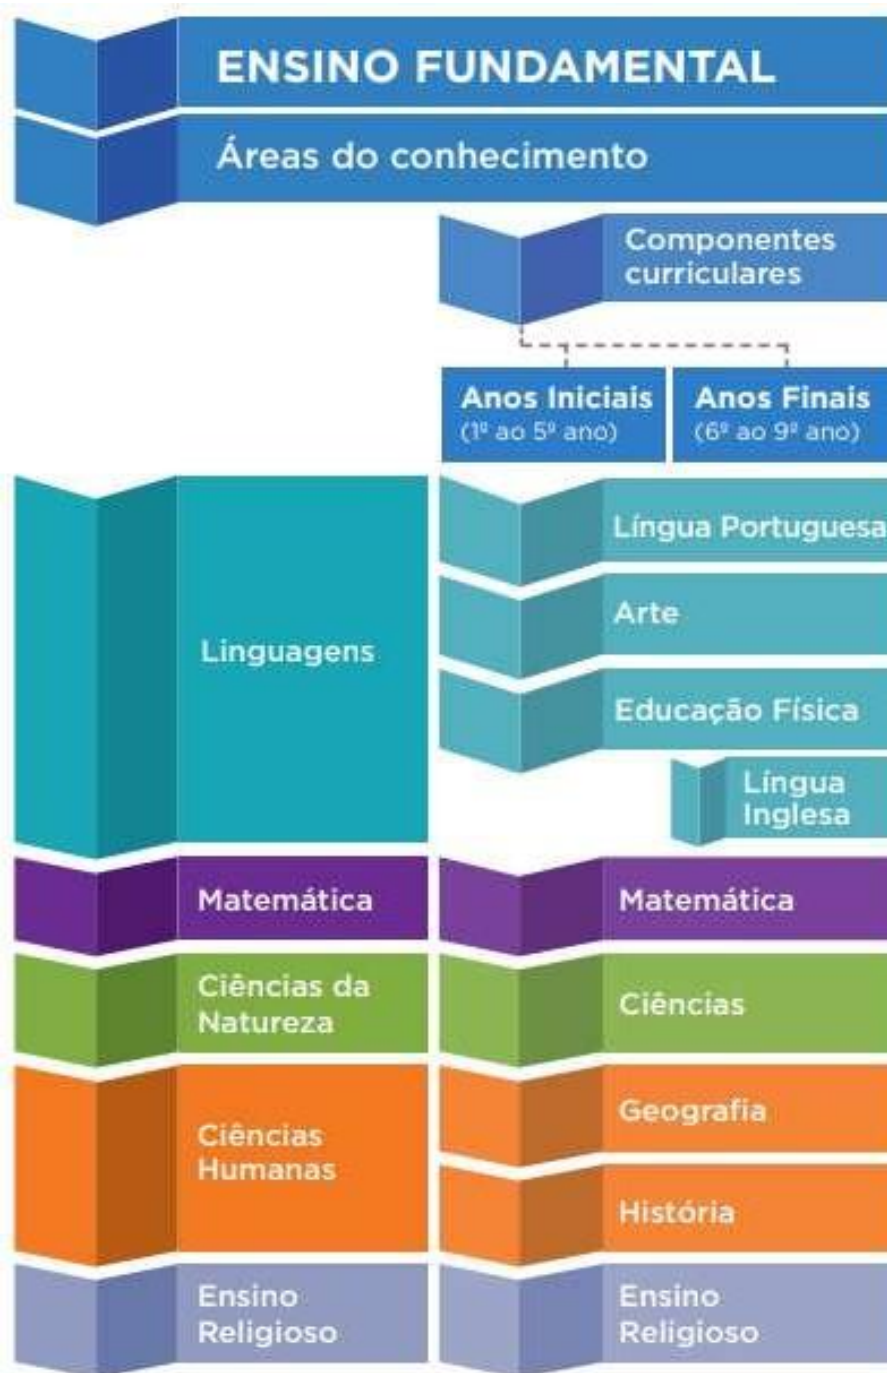 ENSINO FUNDAMENTAL
Áreas do conhecimento
Componentes
curriculares
Anos Iniciais
(1º ao 5º ano)
Anos Finais
(6º ao 9º ano)
Linguagens
Língua Portuguesa
Arte
Educação Física
Língua
Inglesa
Matemática
Matemática
Ciências da
Natureza
Ciências
Ciências
Humanas
Geografia
História
Ensino
Religioso
Ensino
Religioso